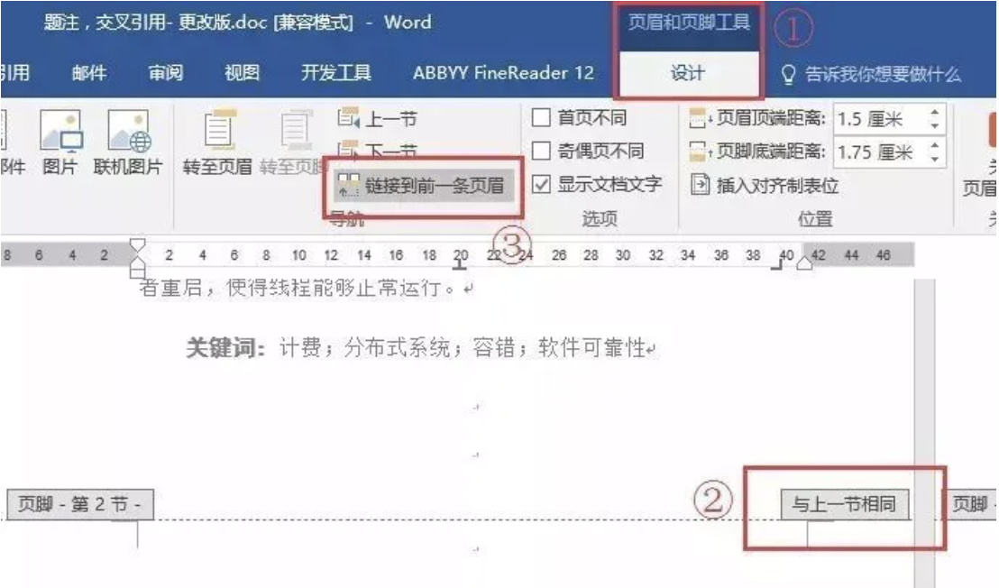 题注，交叉引用- 更改版.doc [兼容模式] - Word
页眉和页脚工具
①
引用 邮件 审阅 视图 开发工具 ABBYY FineReader 12 设计 告诉我你想要做什么
上一节 首页不同 页眉顶端距离: 1.5 厘米
下一节 奇偶页不同 页脚底端距离: 1.75 厘米
邮件 图片 联机图片 转至页眉 转至页脚 链接到前一条页眉 显示文档文字 插入对齐制表位 页眉
导航 选项 位置
③
8 6 4 2 2 4 6 8 10 12 14 16 18 20 22 24 26 28 30 32 34 36 38 40 42 44 46
者重启，使得线程能够正常运行。
关键词：计费；分布式系统；容错；软件可靠性
②
页脚 - 第 2 节 - 与上一节相同 页脚 -